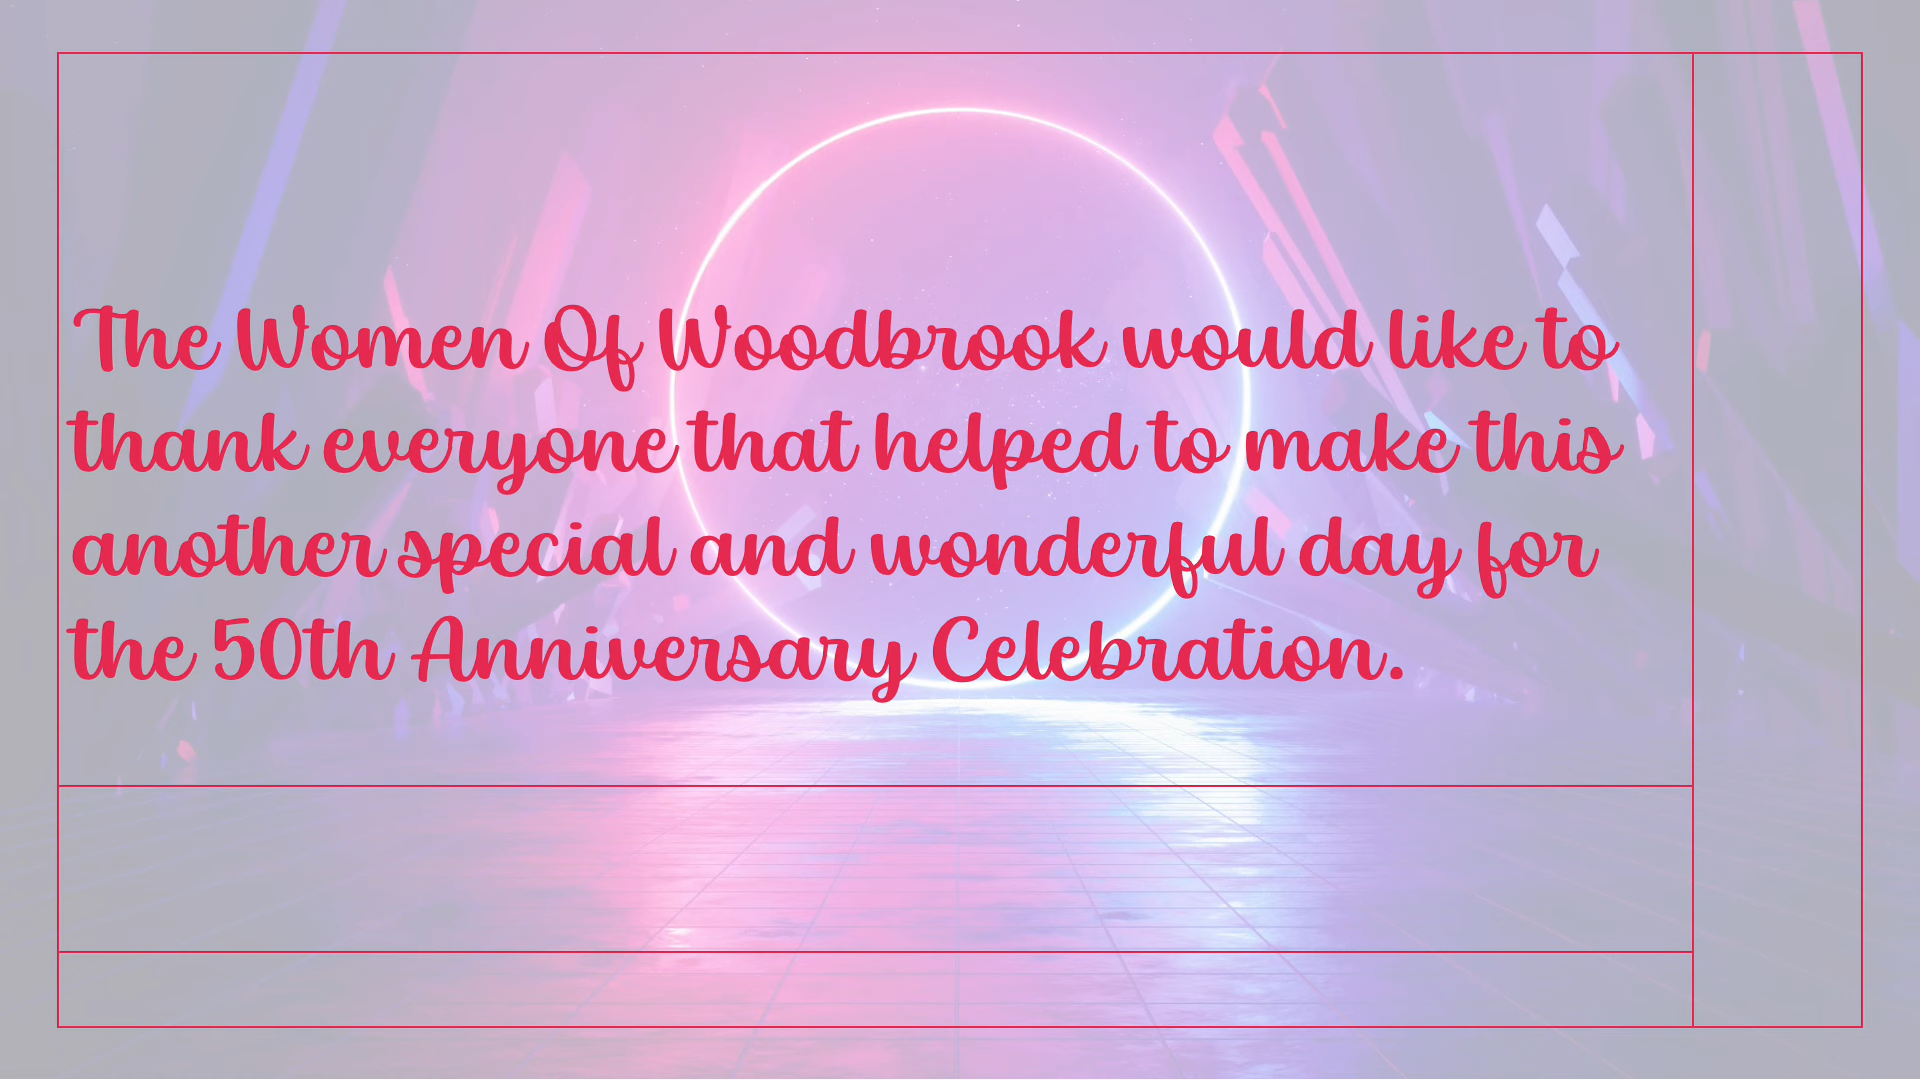 The Women Of Woodbrook would like to
thank everyone that helped to make this
another special and wonderful day for
the 50th Anniversary Celebration.